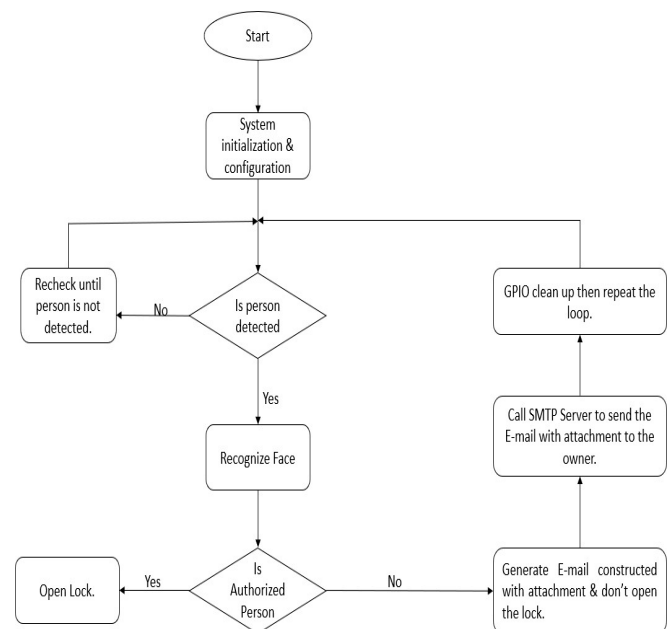 Start
System
initialization &
configuration
Recheck until
person is not
detected.
No
Is person
detected
GPIO clean up then repeat the
loop.
Yes
Call SMTP Server to send the
E-mail with attachment to the
owner.
Recognize Face
Open Lock.
Yes
Is
Authorized
Person
No
Generate E-mail constructed
with attachment & don't open
the lock.